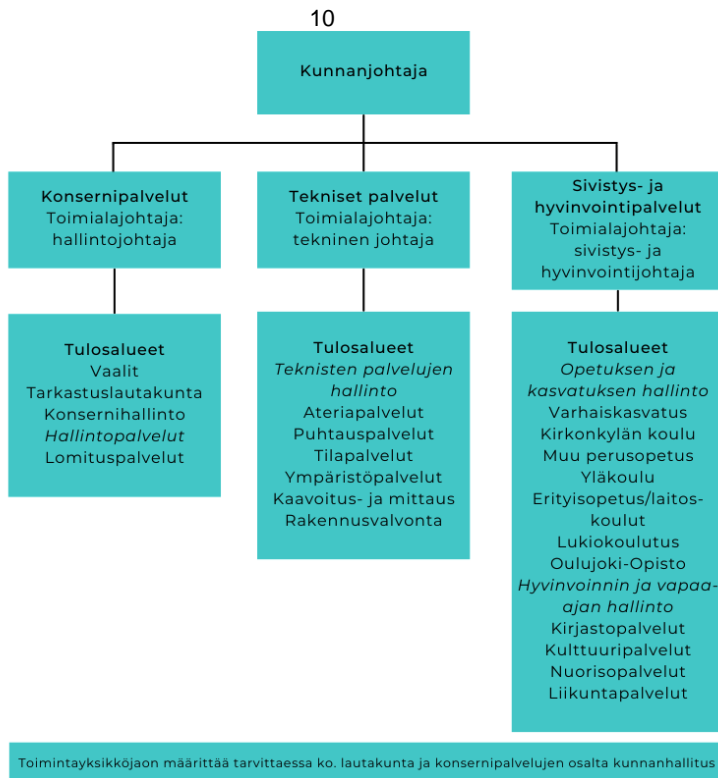 10
Kunnanjohtaja
Konsernipalvelut
Toimialajohtaja:
hallintojohtaja
Tekniset palvelut
Toimialajohtaja:
tekninen johtaja
Sivistys- ja
hyvinvointipalvelut
Toimialajohtaja:
sivistys- ja
hyvinvointijohtaja
Tulosalueet
Vaalit
Tarkastuslautakunta
Konsernihallinto
Hallintopalvelut
Lomituspalvelut
Tulosalueet
Teknisten palvelujen
hallinto
Ateriapalvelut
Puhtauspalvelut
Tilapalvelut
Ympäristöpalvelut
Kaavoitus- ja mittaus
Rakennusvalvonta
Tulosalueet
Opetuksen ja
kasvatuksen hallinto
Varhaiskasvatus
Kirkonkylän koulu
Muu perusopetus
Yläkoulu
Erityisopetus/laitos-
koulut
Lukiokoulutus
Oulujoki-Opisto
Hyvinvoinnin ja vapaa-
ajan hallinto
Kirjastopalvelut
Kulttuuripalvelut
Nuorisopalvelut
Liikuntapalvelut
Toimintayksikköjaon määrittää tarvittaessa ko. lautakunta ja konsernipalvelujen osalta kunnanhallitus